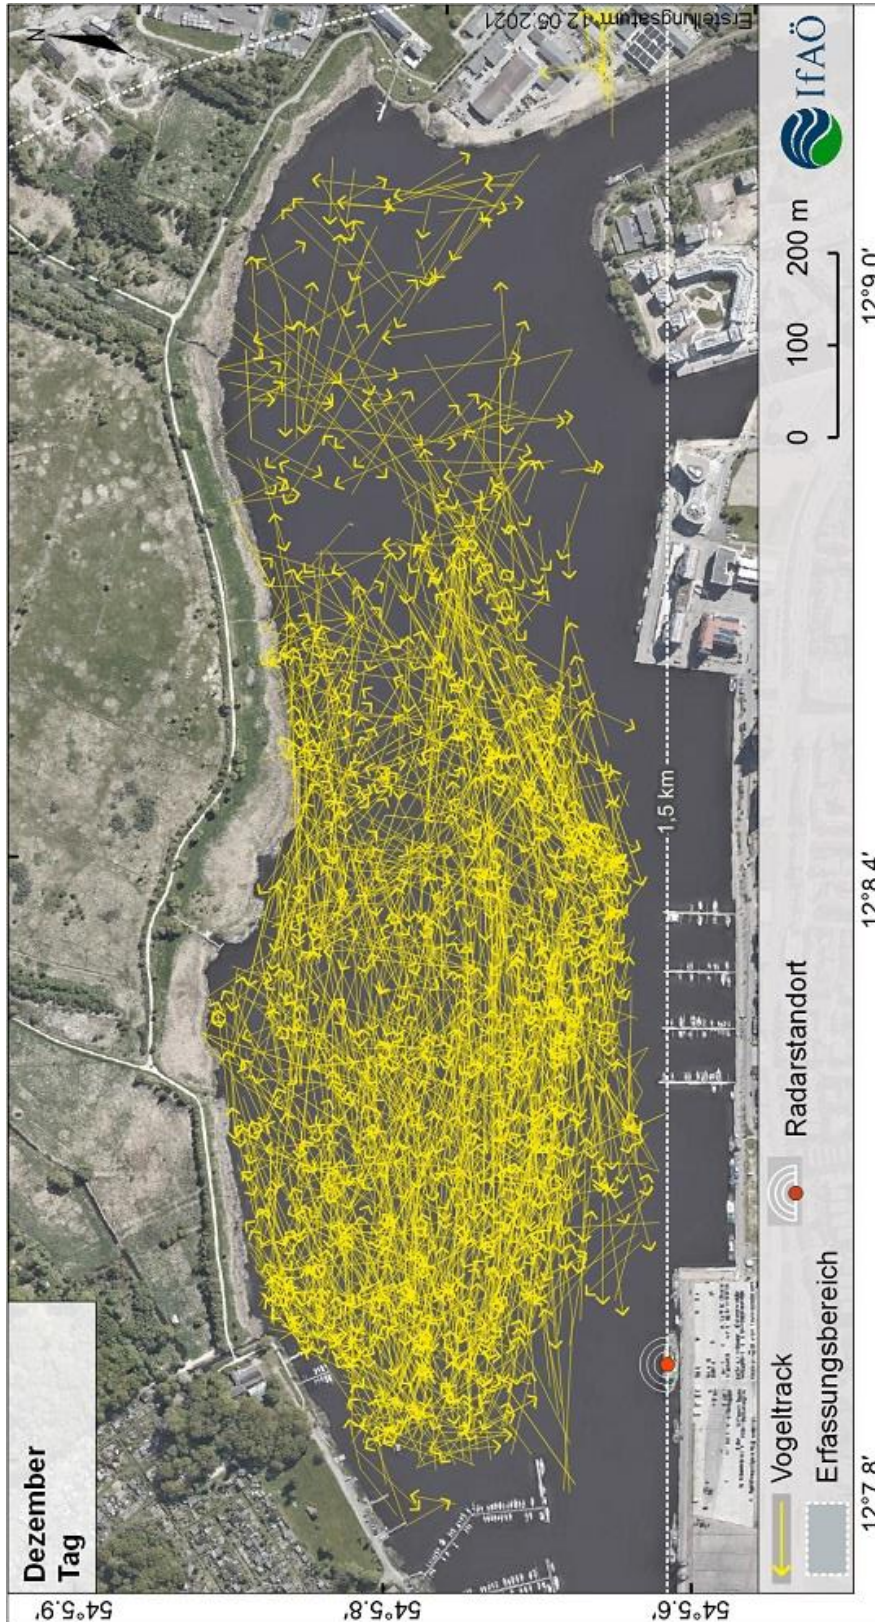 Dezember
Tag
N
Erstellungsatum: 12.05.2021
1,5 km
Vogeltrack
Radarstandort
Erfassungsbereich
0 100 200 m
IfAÖ
54°5.9'
54°5.8'
54°5.6'
12°7.8'
12°8.4'
12°9.0'